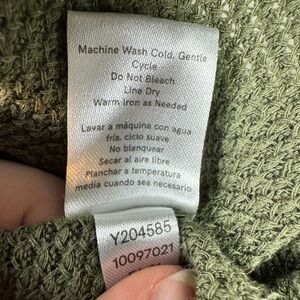 Machine Wash Cold, Gentle
Cycle
Do Not Bleach
Line Dry
Warm Iron as Needed
Lavar a máquina con agua
fría, ciclo suave
No blanquear
Secar al aire libre
Planchar a temperatura
media cuando sea necesario
Y204585
10097021